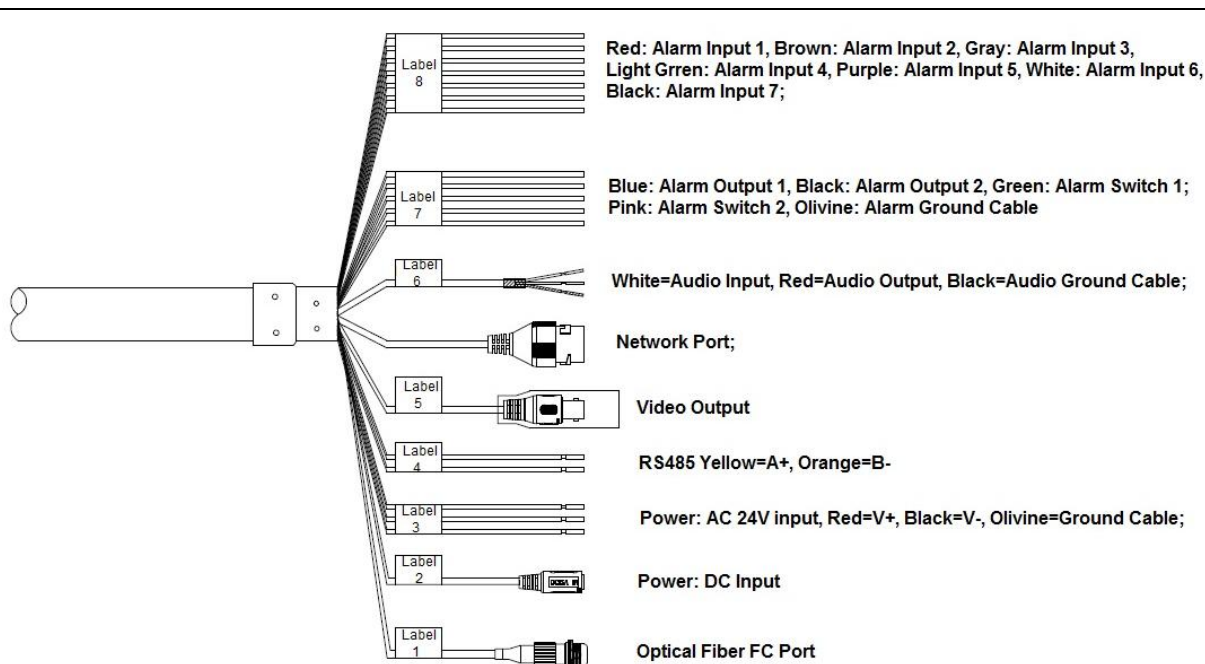 Label
8
Red: Alarm Input 1, Brown: Alarm Input 2, Gray: Alarm Input 3,
Light Grren: Alarm Input 4, Purple: Alarm Input 5, White: Alarm Input 6,
Black: Alarm Input 7;
Label
7
Blue: Alarm Output 1, Black: Alarm Output 2, Green: Alarm Switch 1;
Pink: Alarm Switch 2, Olivine: Alarm Ground Cable
Label
6
White=Audio Input, Red=Audio Output, Black=Audio Ground Cable;
Network Port;
Label
5
Video Output
Label
4
RS485 Yellow=A+, Orange=B-
Label
3
Power: AC 24V input, Red=V+, Black=V-, Olivine=Ground Cable;
Label
2
Power: DC Input
Label
1
Optical Fiber FC Port